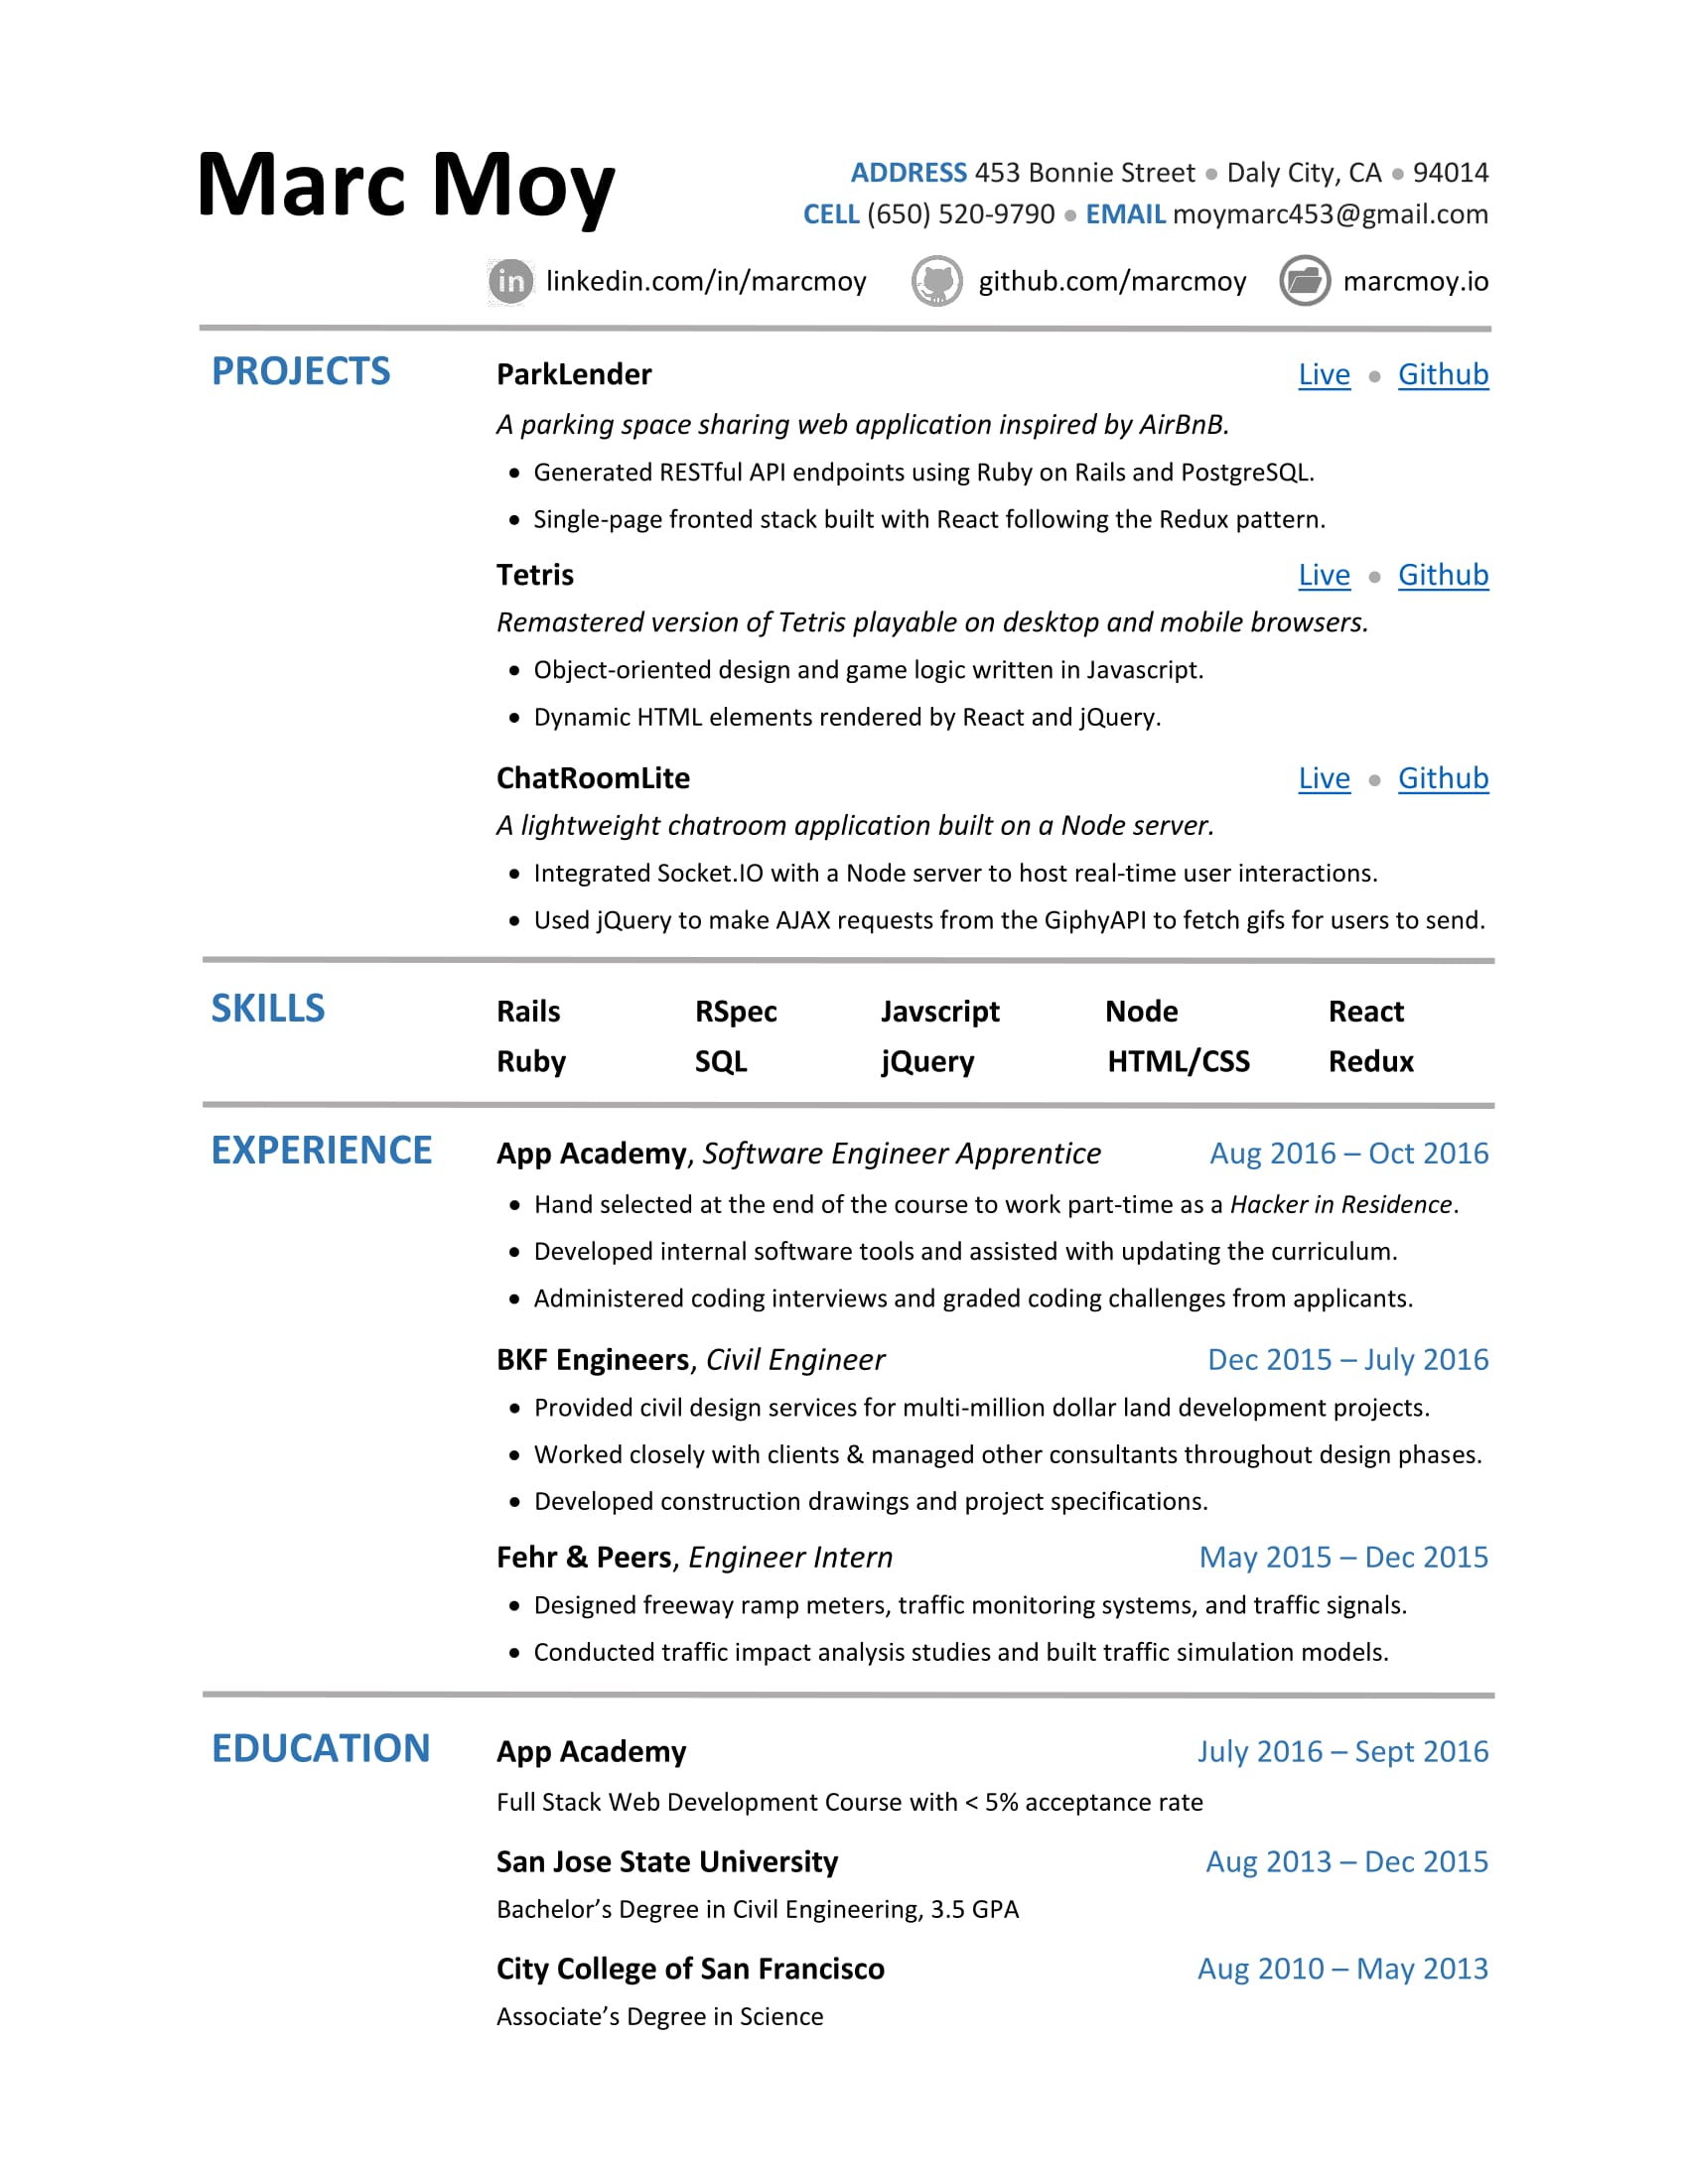 Marc Moy
ADDRESS 453 Bonnie Street ● Daly City, CA ● 94014
CELL (650) 520-9790 ● EMAIL moymarc453@gmail.com
in linkedin.com/in/marcmoy github.com/marcmoy marcmoy.io
PROJECTS
ParkLender Live ● Github
A parking space sharing web application inspired by AirBnB.
• Generated RESTful API endpoints using Ruby on Rails and PostgreSQL.
• Single-page fronted stack built with React following the Redux pattern.
Tetris Live ● Github
Remastered version of Tetris playable on desktop and mobile browsers.
• Object-oriented design and game logic written in Javascript.
• Dynamic HTML elements rendered by React and jQuery.
ChatRoomLite Live ● Github
A lightweight chatroom application built on a Node server.
• Integrated Socket.IO with a Node server to host real-time user interactions.
• Used jQuery to make AJAX requests from the GiphyAPI to fetch gifs for users to send.
SKILLS
Rails RSpec Javscript Node React
Ruby SQL jQuery HTML/CSS Redux
EXPERIENCE
App Academy, Software Engineer Apprentice Aug 2016 – Oct 2016
• Hand selected at the end of the course to work part-time as a Hacker in Residence.
• Developed internal software tools and assisted with updating the curriculum.
• Administered coding interviews and graded coding challenges from applicants.
BKF Engineers, Civil Engineer Dec 2015 – July 2016
• Provided civil design services for multi-million dollar land development projects.
• Worked closely with clients & managed other consultants throughout design phases.
• Developed construction drawings and project specifications.
Fehr & Peers, Engineer Intern May 2015 – Dec 2015
• Designed freeway ramp meters, traffic monitoring systems, and traffic signals.
• Conducted traffic impact analysis studies and built traffic simulation models.
EDUCATION
App Academy July 2016 – Sept 2016
Full Stack Web Development Course with < 5% acceptance rate
San Jose State University Aug 2013 – Dec 2015
Bachelor’s Degree in Civil Engineering, 3.5 GPA
City College of San Francisco Aug 2010 – May 2013
Associate’s Degree in Science